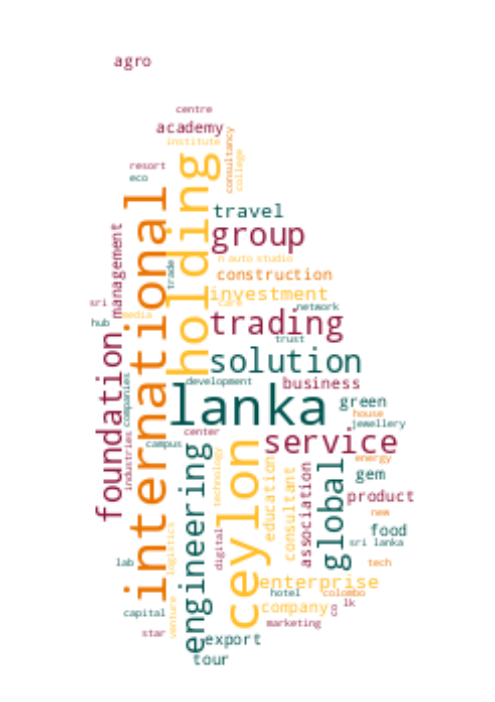 agro
centre
academy
institute
consultancy
college
resort
eco
holding
international
travel
group
management
n auto studio
trade
construction
investment
care
sri
hub
media
network
trading
trust
foundation
solution
development
business
industries
companies
lanka
green
house
jewellery
center
campus
service
engineering
ceylon
technology
education
consultant
association
global
energy
gem
product
new
food
sri lanka
logistics
digital
lab
tech
enterprise
hotel
colombo
capital
venture
company
lk
marketing
star
export
tour